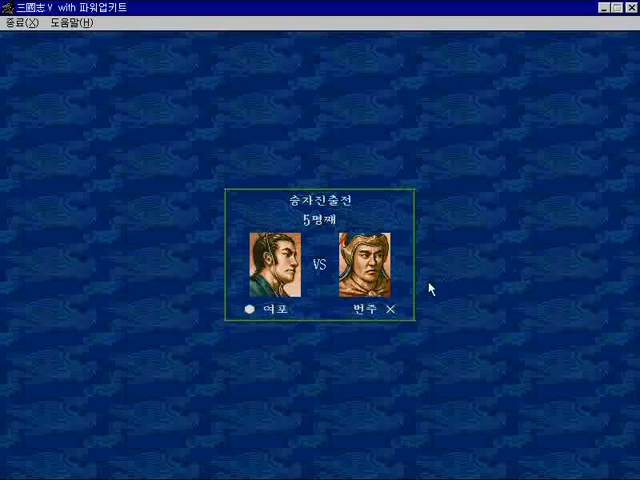 三國志V with 파워업키트
종료(X) 도움말(H)
승자진출전
5명째
VS
여포 번주